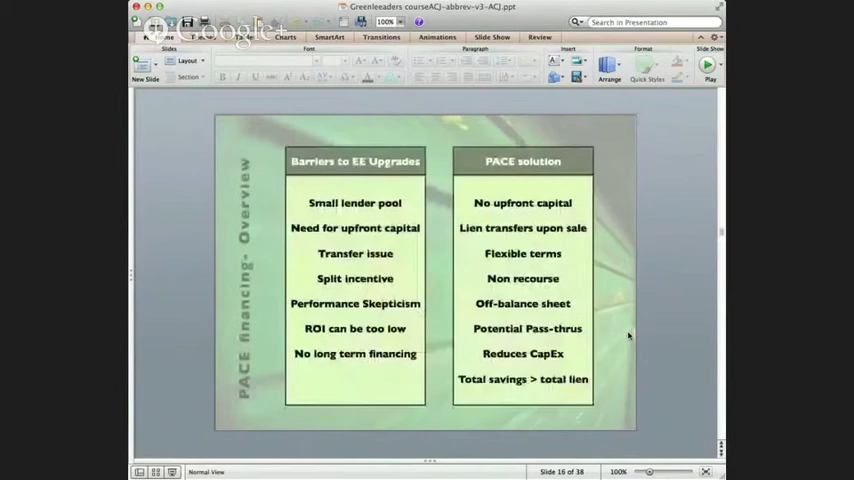 Greenleeaders courseACJ-abbrev-v3-ACJ.ppt
100%
Search in Presentation
Google+
Charts
SmartArt
Transitions
Animations
Slide Show
Review
Slides
Font
Paragraph
Insert
Format
Slide Show
New Slide
Layout
Section
Arrange
Quick Styles
Play
PACE financing- Overview
Barriers to EE Upgrades
Small lender pool
Need for upfront capital
Transfer issue
Split incentive
Performance Skepticism
ROI can be too low
No long term financing
PACE solution
No upfront capital
Lien transfers upon sale
Flexible terms
Non recourse
Off-balance sheet
Potential Pass-thrus
Reduces CapEx
Total savings > total lien
Normal View
Slide 16 of 38
100%